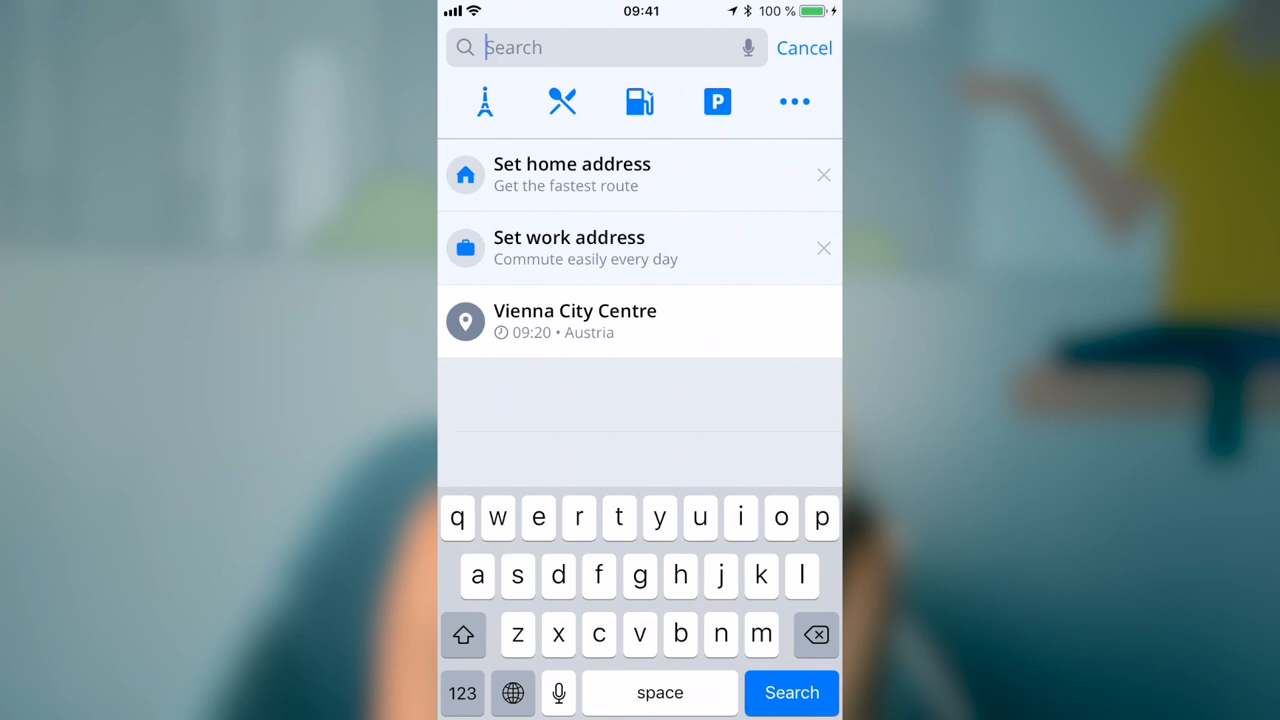 09:41 100 %
Search Cancel
P
Set home address
Get the fastest route
Set work address
Commute easily every day
Vienna City Centre
09:20 • Austria
q w e r t y u i o p
a s d f g h j k l
z x c v b n m
123 space Search